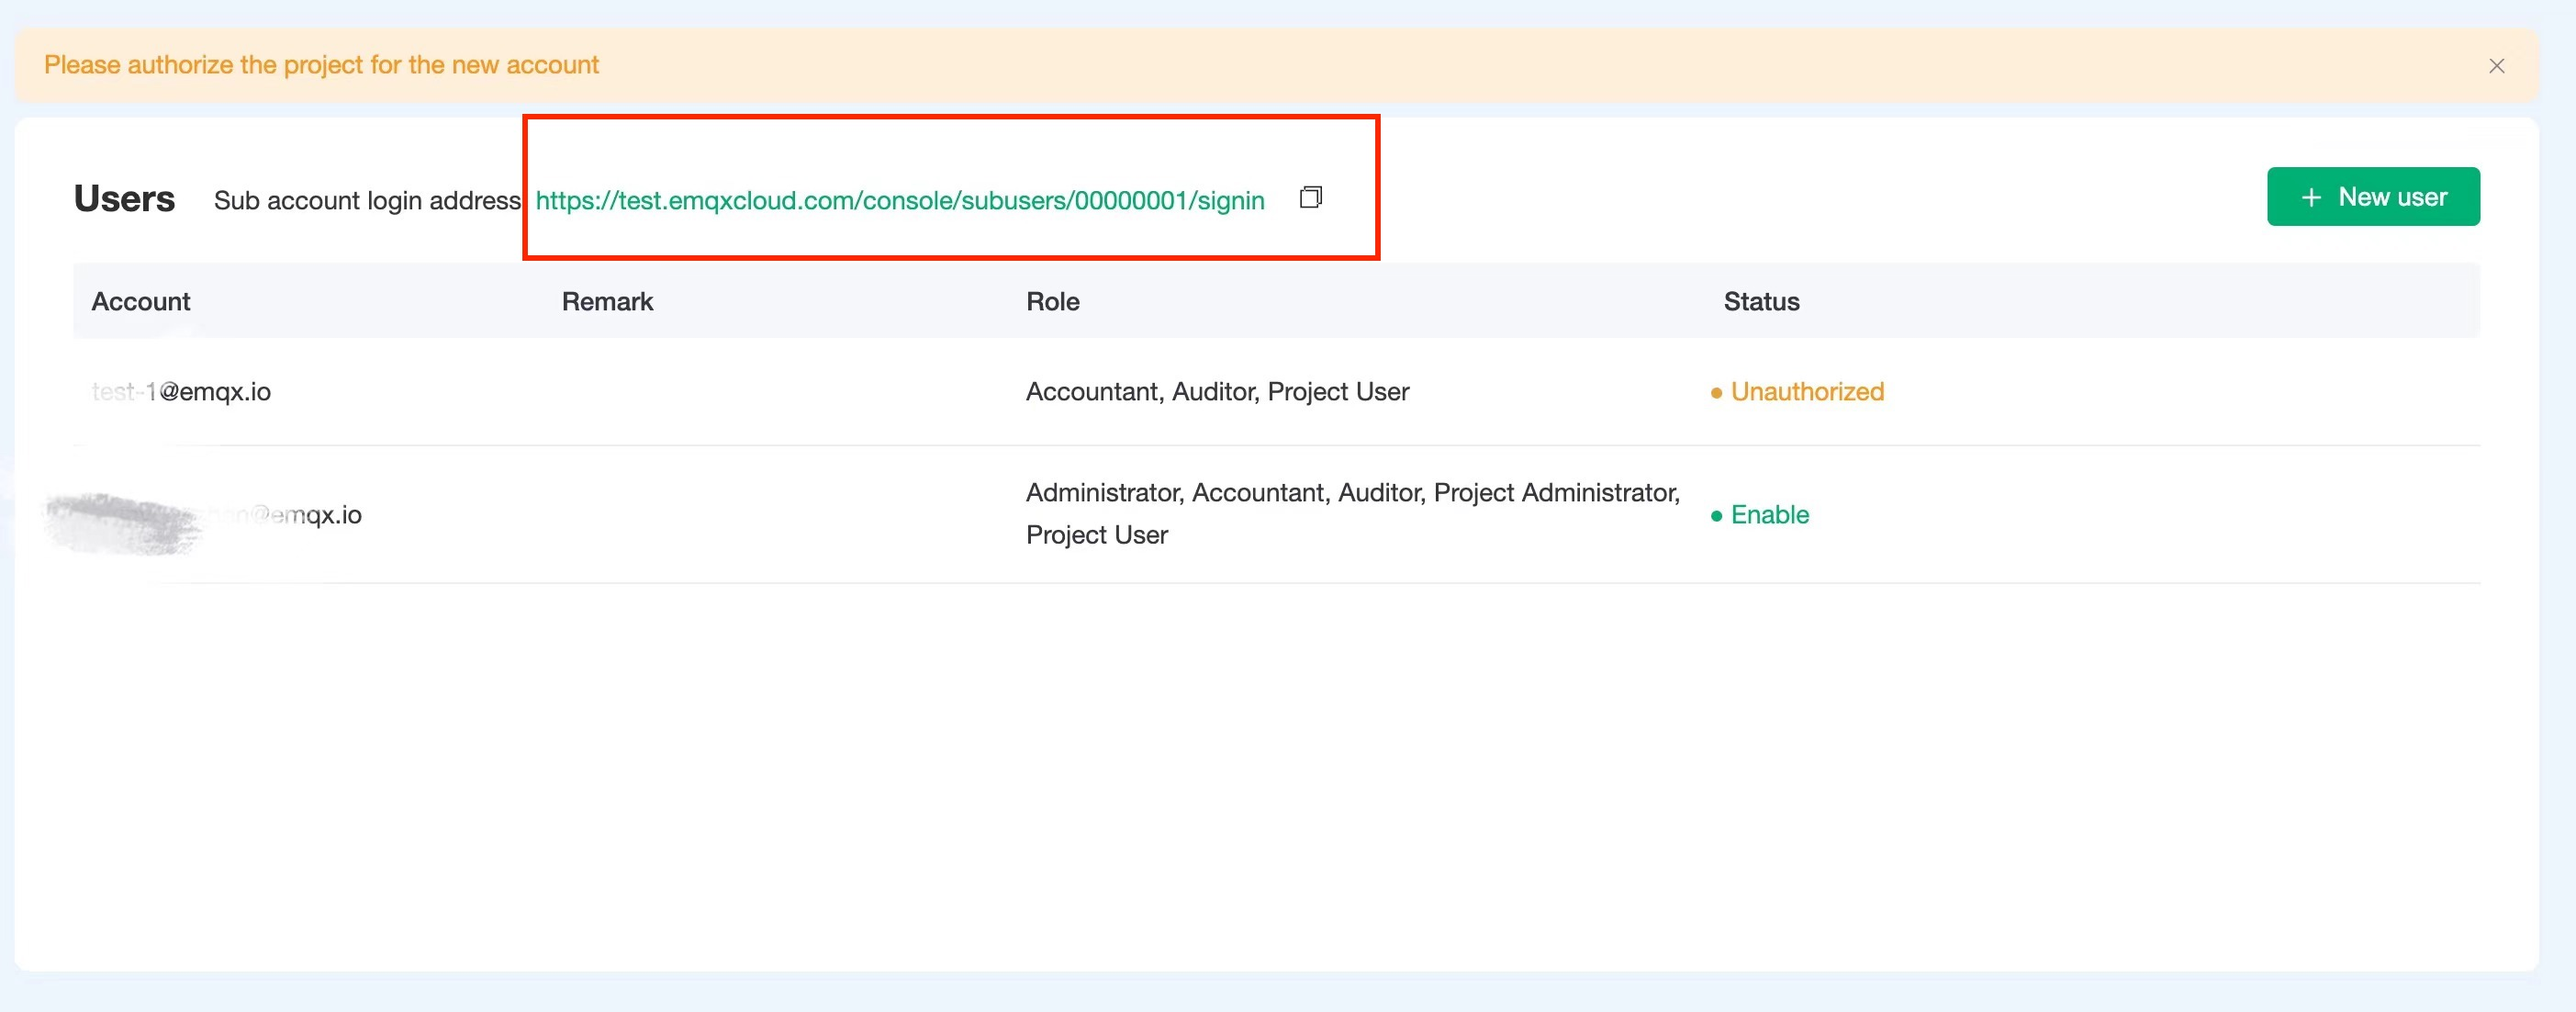 Please authorize the project for the new account
Users Sub account login address https://test.emqxcloud.com/console/subusers/00000001/signin + New user
Account Remark Role Status
test-1@emqx.io Accountant, Auditor, Project User Unauthorized
Administrator, Accountant, Auditor, Project Administrator,
@emqx.io Enable
Project User